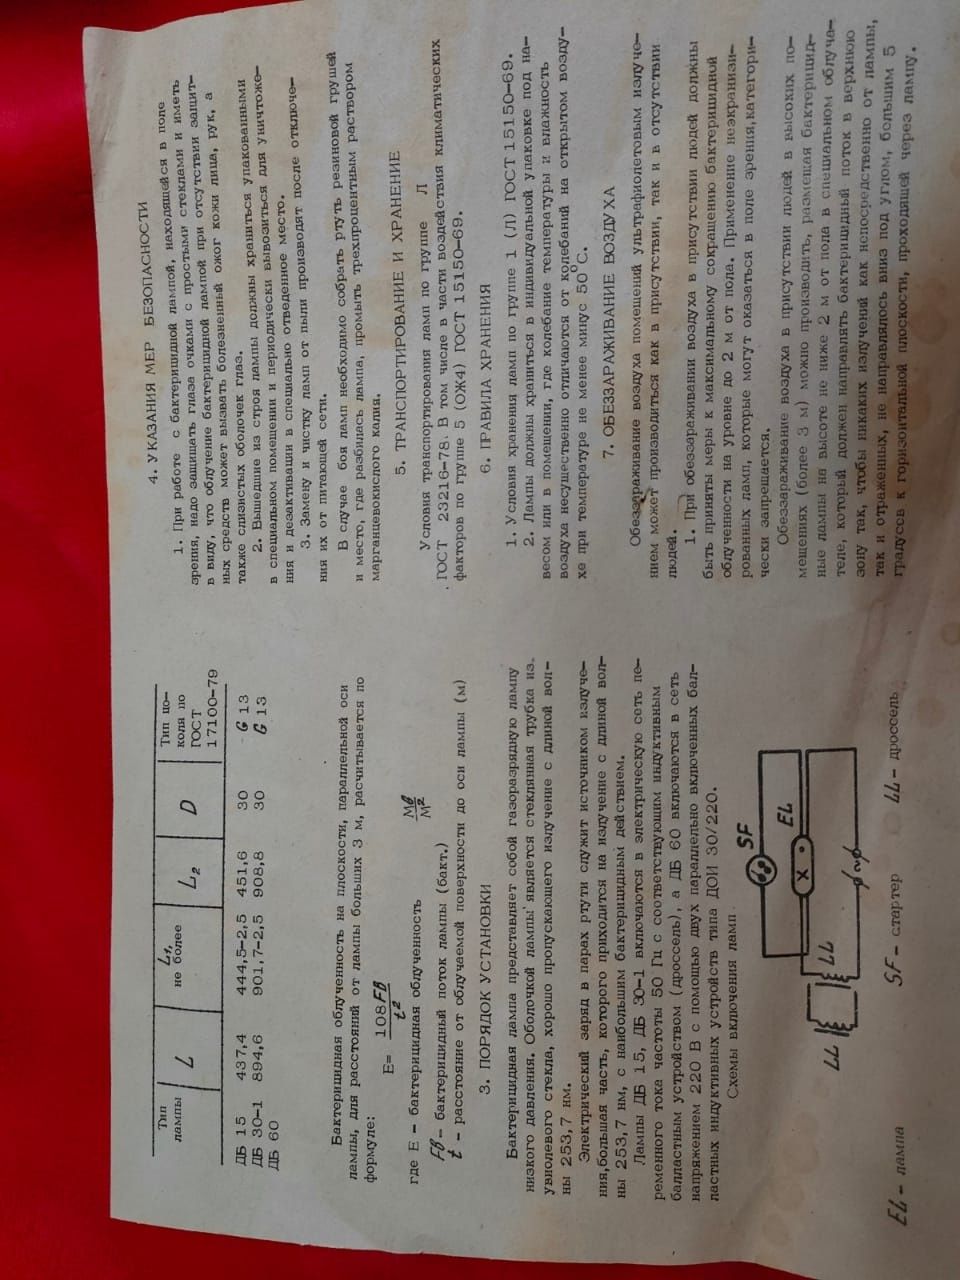 Тип лампы
L
L1, не более
L2
D
Тип по-
коля по
ГОСТ
17100-79
ДБ 15 437,4 444,5-2,5 451,6 30 G 13
ДБ 30-1 894,6 901,7-2,5 908,8 30 G 13
ДБ 60
Бактерицидная облученность на плоскости, параллельной оси
лампы, для расстояний от лампы больших 3 м, расчитывается по
формуле:
E= 108Fв / t²
где E - бактерицидная облученность Мв/М²
Fв - бактерицидный поток лампы (бакт.)
t - расстояние от облучаемой поверхности до оси лампы (м)
3. ПОРЯДОК УСТАНОВКИ
Бактерицидная лампа представляет собой газоразрядную лампу
низкого давления. Оболочкой лампы является стеклянная трубка из
увиолевого стекла, хорошо пропускающего излучение с длиной вол-
ны 253,7 нм.
Электрический заряд в парах ртути служит источником излуче-
ния,большая часть, которого приходится на излучение с длиной вол-
ны 253,7 нм, с наибольшим бактерицидным действием.
Лампы ДБ 15, ДБ 30-1 включаются в электрическую сеть пе-
ременного тока частоты 50 Гц с соответствующим индуктивным
балластным устройством (дроссель), а ДБ 60 включаются в сеть
напряжением 220 В с помощью двух параллельно включенных бал-
ластных индуктивных устройств типа ДОИ 30/220.
Схемы включения ламп
SF
EL
LL
LL
EL - лампа SF - стартер LL - дроссель
4. УКАЗАНИЯ МЕР БЕЗОПАСНОСТИ
1. При работе с бактерицидной лампой, находящейся в поле
зрения, надо защищать глаза очками с простыми стеклами и иметь
в виду, что облучение бактерицидной лампой при отсутствии защит-
ных средств может вызвать болезненный ожог кожи лица, рук, а
также слизистых оболочек глаз.
2. Вышедшие из строя лампы должны храниться упакованными
в специальном помещении и периодически вывозиться для уничтоже-
ния и дезактивации в специально отведенное место.
3. Замену и чистку ламп от пыли производят после отключе-
ния их от питающей сети.
В случае боя ламп необходимо собрать ртуть резиновой грушей
и место, где разбилась лампа, промыть трехпроцентным раствором
марганцевокислого калия.
5. ТРАНСПОРТИРОВАНИЕ И ХРАНЕНИЕ
Условия транспортирования ламп по группе Л
ГОСТ 23216-78. В том числе в части воздействия климатических
факторов по группе 5 (ОЖ4) ГОСТ 15150-69.
6. ПРАВИЛА ХРАНЕНИЯ
1. Условия хранения ламп по группе 1 (Л) ГОСТ 15150-69.
2. Лампы должны храниться в индивидуальной упаковке под на-
весом или в помещении, где колебание температуры и влажность
воздуха несущественно отличаются от колебаний на открытом возду-
хе при температуре не менее минус 50°С.
7. ОБЕЗЗАРАЖИВАНИЕ ВОЗДУХА
Обеззараживание воздуха помещений ультрафиолетовым излуче-
нием может производиться как в присутствии, так и в отсутствии
людей.
1. При обеззараживании воздуха в присутствии людей должны
быть приняты меры к максимальному сокращению бактерицидной
облученности на уровне до 2 м от пола. Применение неэкранизи-
рованных ламп, которые могут оказаться в поле зрения,категори-
чески запрещается.
Обеззараживание воздуха в присутствии людей в высоких по-
мещениях (более 3 м) можно производить, размещая бактерицид-
ные лампы на высоте не ниже 2 м от пола в специальном облуча-
теле, который должен направлять бактерицидный поток в верхнюю
зону так, чтобы никаких излучений как непосредственно от лампы,
так и отраженных, не направлялось вниз под углом, большим 5
градусов к горизонтальной плоскости, проходящей через лампу.